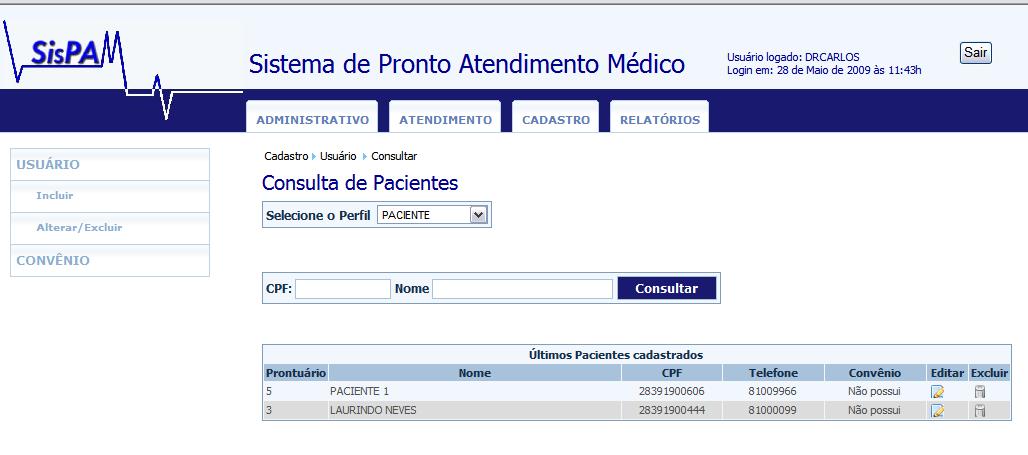 SisPA
Sistema de Pronto Atendimento Médico
Usuário logado: DRCARLOS
Login em: 28 de Maio de 2009 às 11:43h
Sair
ADMINISTRATIVO ATENDIMENTO CADASTRO RELATÓRIOS
USUÁRIO
Incluir
Alterar/Excluir
CONVÊNIO
Cadastro Usuário Consultar
Consulta de Pacientes
Selecione o Perfil PACIENTE
CPF: Nome Consultar
Últimos Pacientes cadastrados
Prontuário Nome CPF Telefone Convênio Editar Excluir
5 PACIENTE 1 28391900606 81009966 Não possui
3 LAURINDO NEVES 28391900444 81000099 Não possui